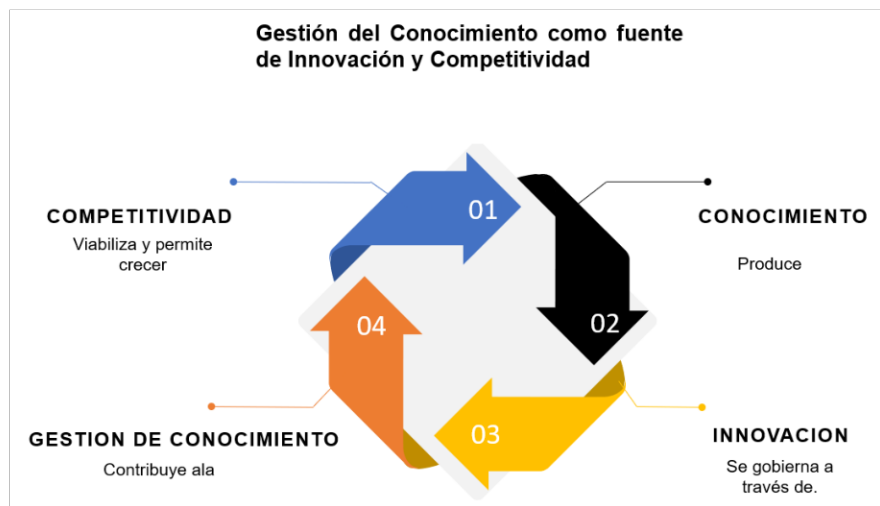 Gestión del Conocimiento como fuente
de Innovación y Competitividad
01
COMPETITIVIDAD
Viabiliza y permite
crecer
CONOCIMIENTO
Produce
02
04
03
GESTION DE CONOCIMIENTO
Contribuye ala
INNOVACION
Se gobierna a
través de.